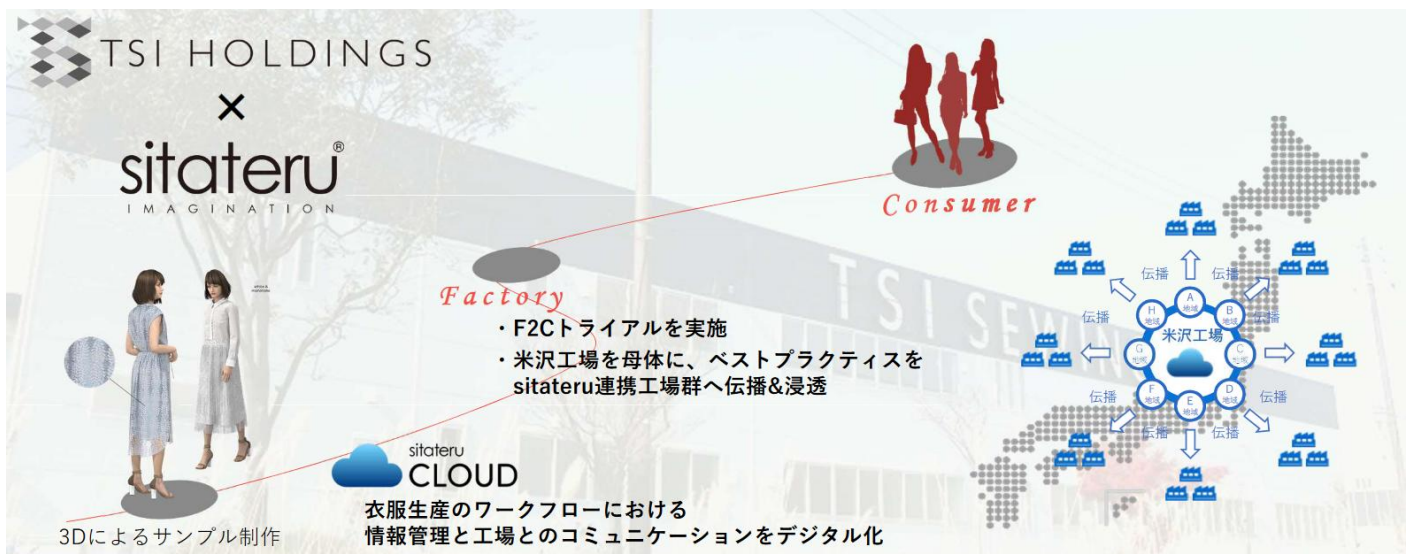 TSI HOLDINGS
×
sitateru®
IMAGINATION
Consumer
Factory
・F2Cトライアルを実施
・米沢工場を母体に、ベストプラクティスを
sitateru連携工場群へ伝播&浸透
TSI SEWIN
sitateru
CLOUD
衣服生産のワークフローにおける
情報管理と工場とのコミュニケーションをデジタル化
3Dによるサンプル制作
伝播
伝播
伝播
伝播
伝播
伝播
伝播
伝播
A
地域
B
地域
C
地域
D
地域
E
地域
F
地域
G
地域
H
地域
米沢工場